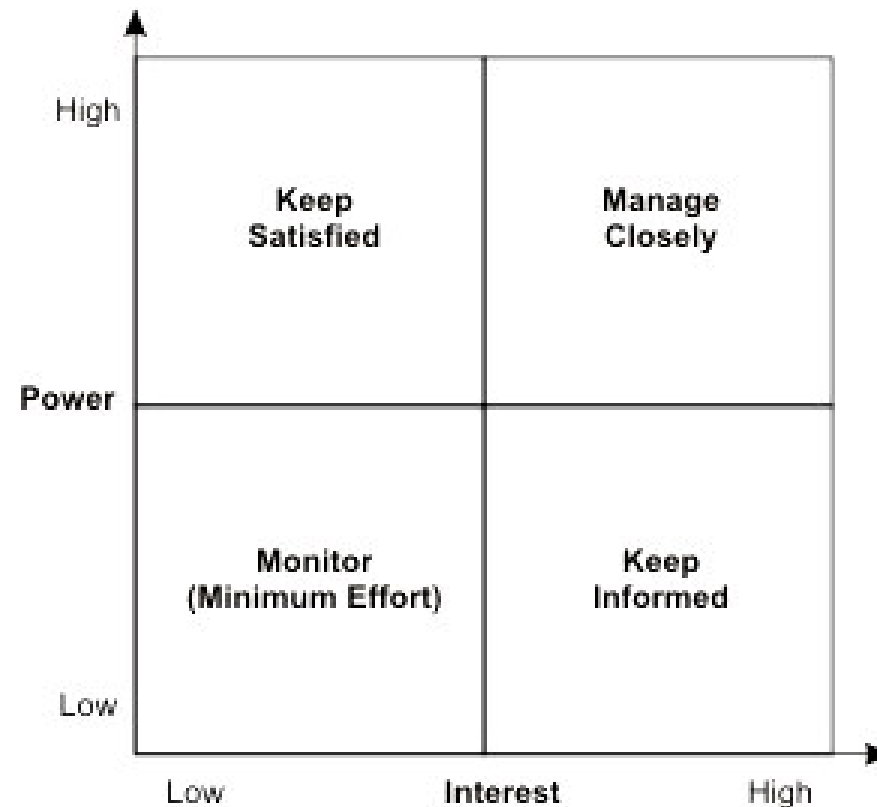 High
Keep
Satisfied
Manage
Closely
Power
Monitor
(Minimum Effort)
Keep
Informed
Low
Low
Interest
High